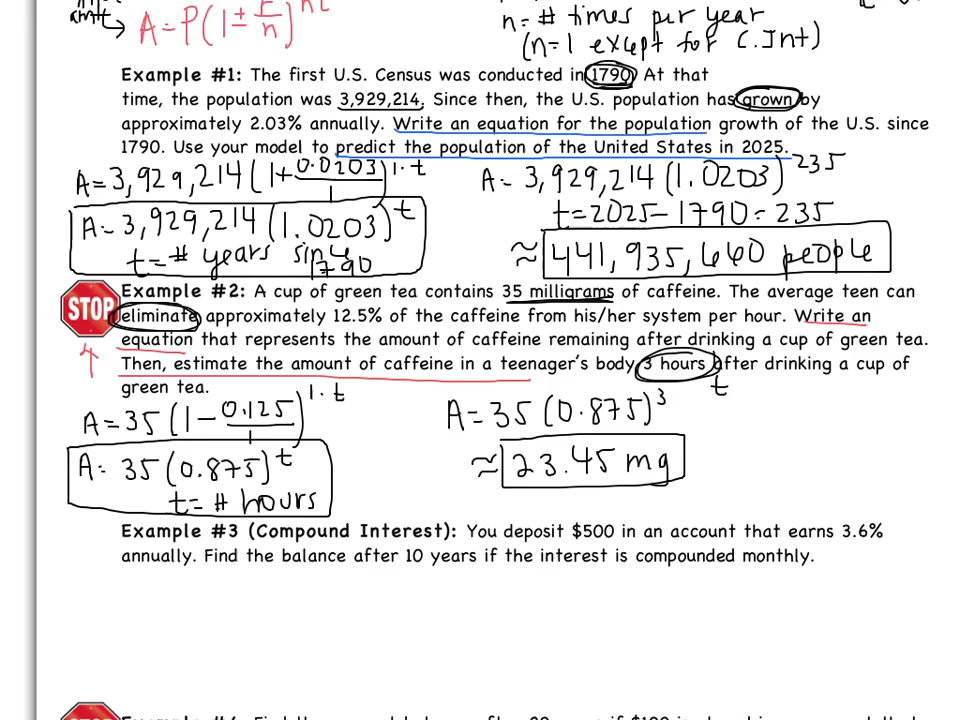 amt → A = P(1 ± r/n)^nt
n = # times per year
(n=1 except for C.Int)
Example #1: The first U.S. Census was conducted in 1790. At that
time, the population was 3,929,214. Since then, the U.S. population has grown by
approximately 2.03% annually. Write an equation for the population growth of the U.S. since
1790. Use your model to predict the population of the United States in 2025.
A = 3,929,214 (1 + 0.0203/1)^1·t
A = 3,929,214 (1.0203)^t
t = # years since
1790
A = 3,929,214 (1.0203)^235
t = 2025 - 1790 = 235
≈ 441,935,660 people
STOP
Example #2: A cup of green tea contains 35 milligrams of caffeine. The average teen can
eliminate approximately 12.5% of the caffeine from his/her system per hour. Write an
equation that represents the amount of caffeine remaining after drinking a cup of green tea.
Then, estimate the amount of caffeine in a teenager's body 3 hours after drinking a cup of
green tea.
t
A = 35 (1 - 0.125/1)^1·t
A = 35 (0.875)^t
t = # hours
A = 35 (0.875)^3
≈ 23.45 mg
Example #3 (Compound Interest): You deposit $500 in an account that earns 3.6%
annually. Find the balance after 10 years if the interest is compounded monthly.